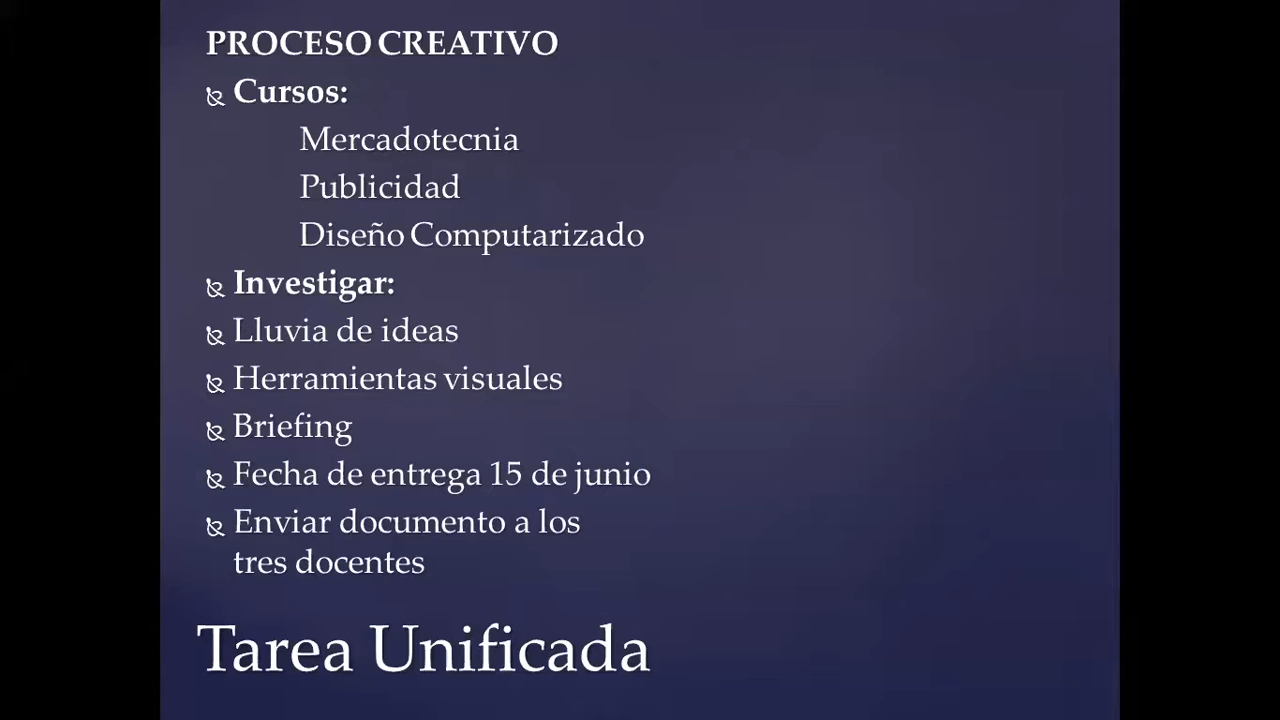 PROCESO CREATIVO
Cursos:
Mercadotecnia
Publicidad
Diseño Computarizado
Investigar:
Lluvia de ideas
Herramientas visuales
Briefing
Fecha de entrega 15 de junio
Enviar documento a los
tres docentes
Tarea Unificada